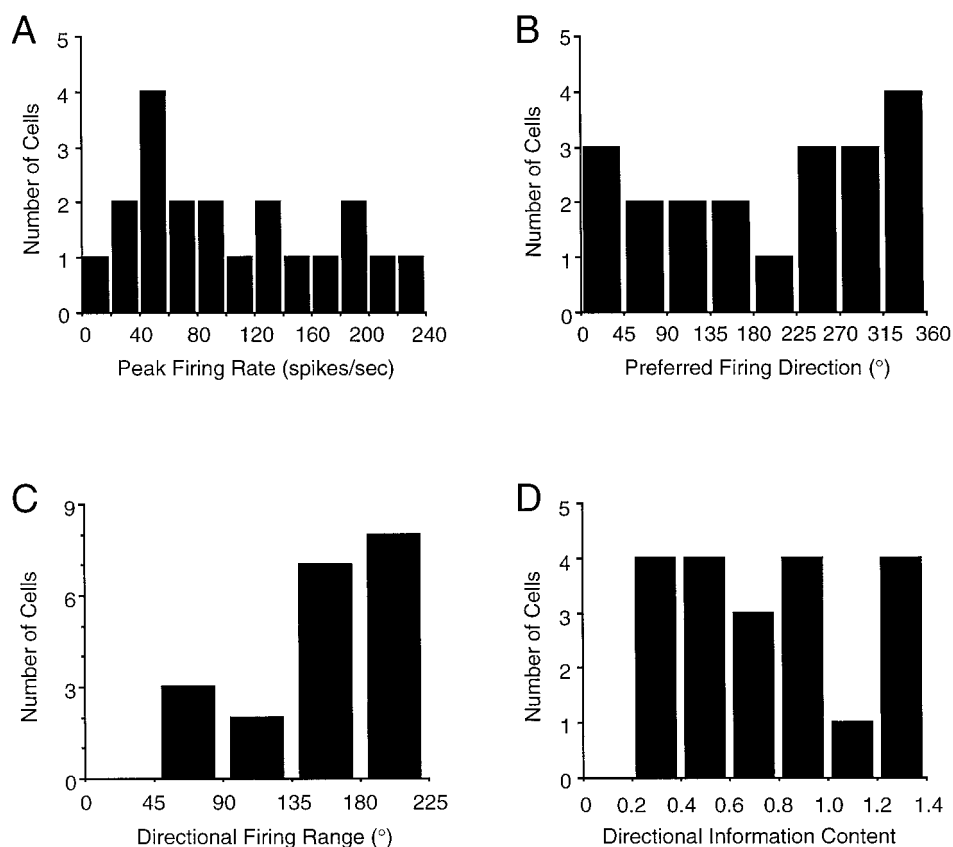 A
5
4
3
2
1
0
Number of Cells
0 40 80 120 160 200 240
Peak Firing Rate (spikes/sec)
B
5
4
3
2
1
0
Number of Cells
0 45 90 135 180 225 270 315 360
Preferred Firing Direction (°)
C
9
6
3
0
Number of Cells
0 45 90 135 180 225
Directional Firing Range (°)
D
5
4
3
2
1
0
Number of Cells
0 0.2 0.4 0.6 0.8 1.0 1.2 1.4
Directional Information Content